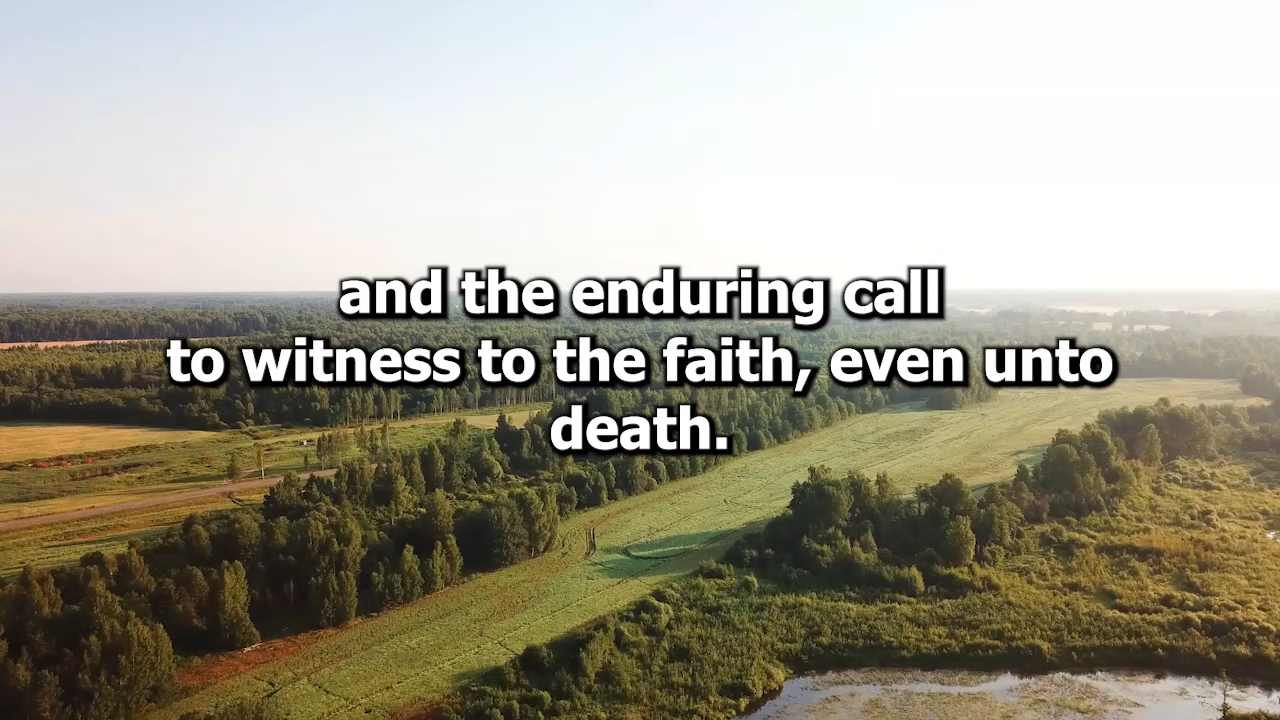 and the enduring call
to witness to the faith, even unto
death.